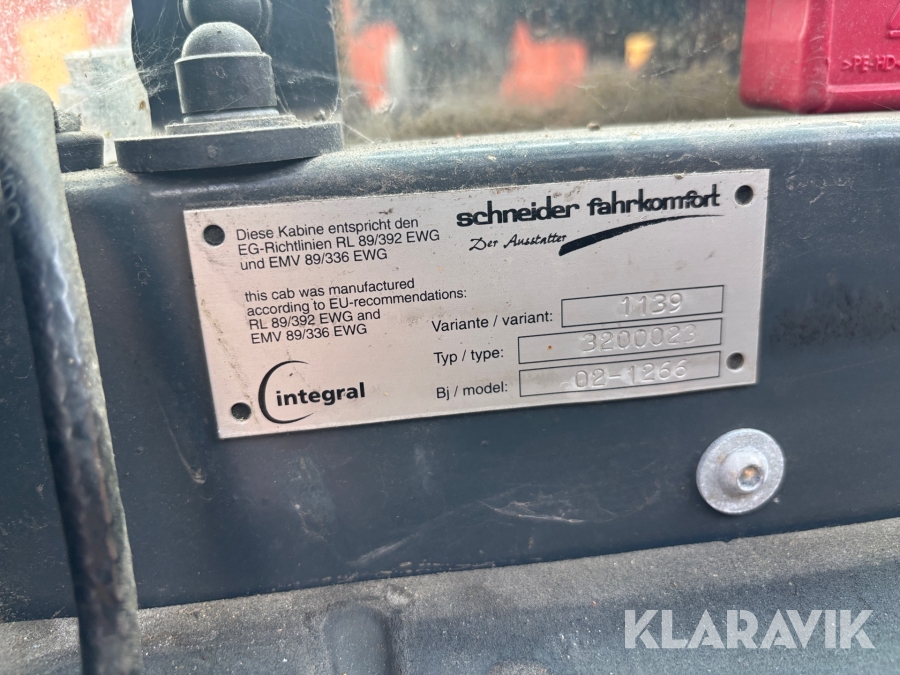 >PE-HD<
schneider fahrkomfort
Der Ausstatter
Diese Kabine entspricht den
EG-Richtlinien RL 89/392 EWG
und EMV 89/336 EWG
this cab was manufactured
according to EU-recommendations:
RL 89/392 EWG and
EMV 89/336 EWG
integral
Variante / variant: 1139
Typ / type: 3200023
Bj / model: 02-1266
KLARAVIK